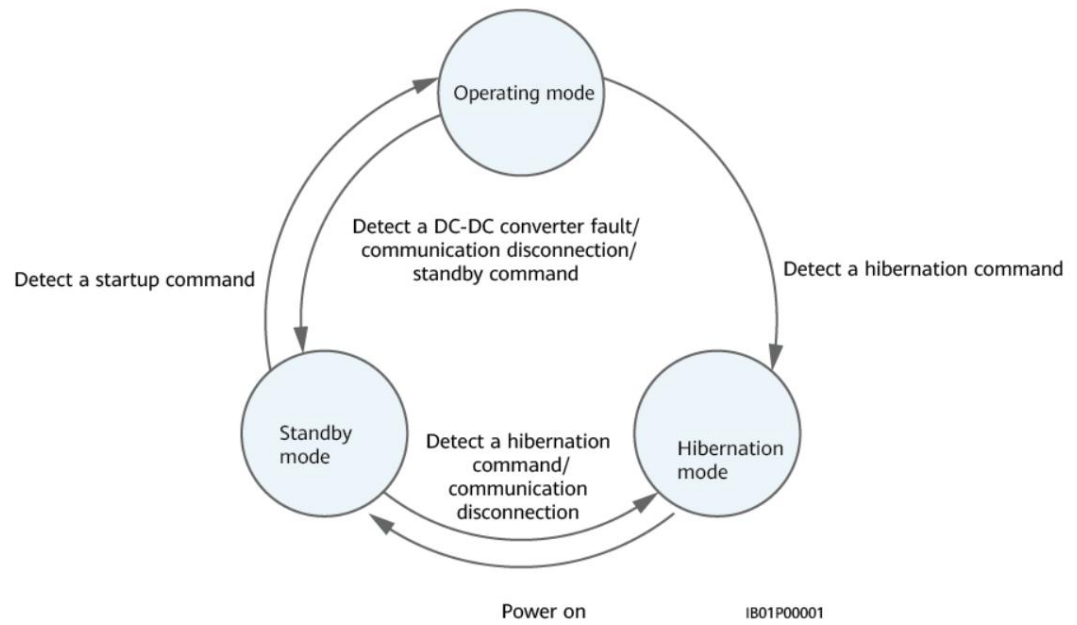 Operating mode
Detect a DC-DC converter fault/
communication disconnection/
standby command
Detect a startup command
Detect a hibernation command
Standby
mode
Detect a hibernation
command/
communication
disconnection
Hibernation
mode
Power on
IB01P00001